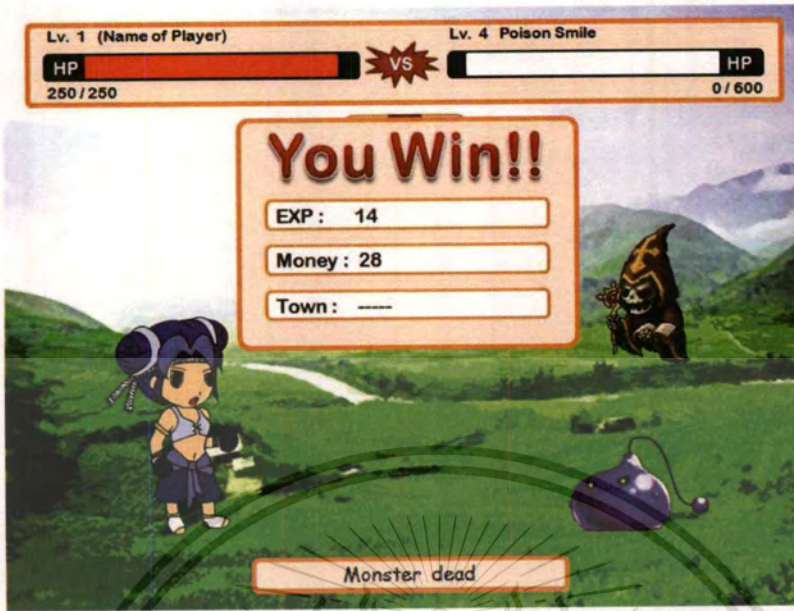 Lv. 1 (Name of Player)
Lv. 4 Poison Smile
HP
VS
HP
250 / 250
0 / 600
You Win!!
EXP : 14
Money : 28
Town : -----
Monster dead